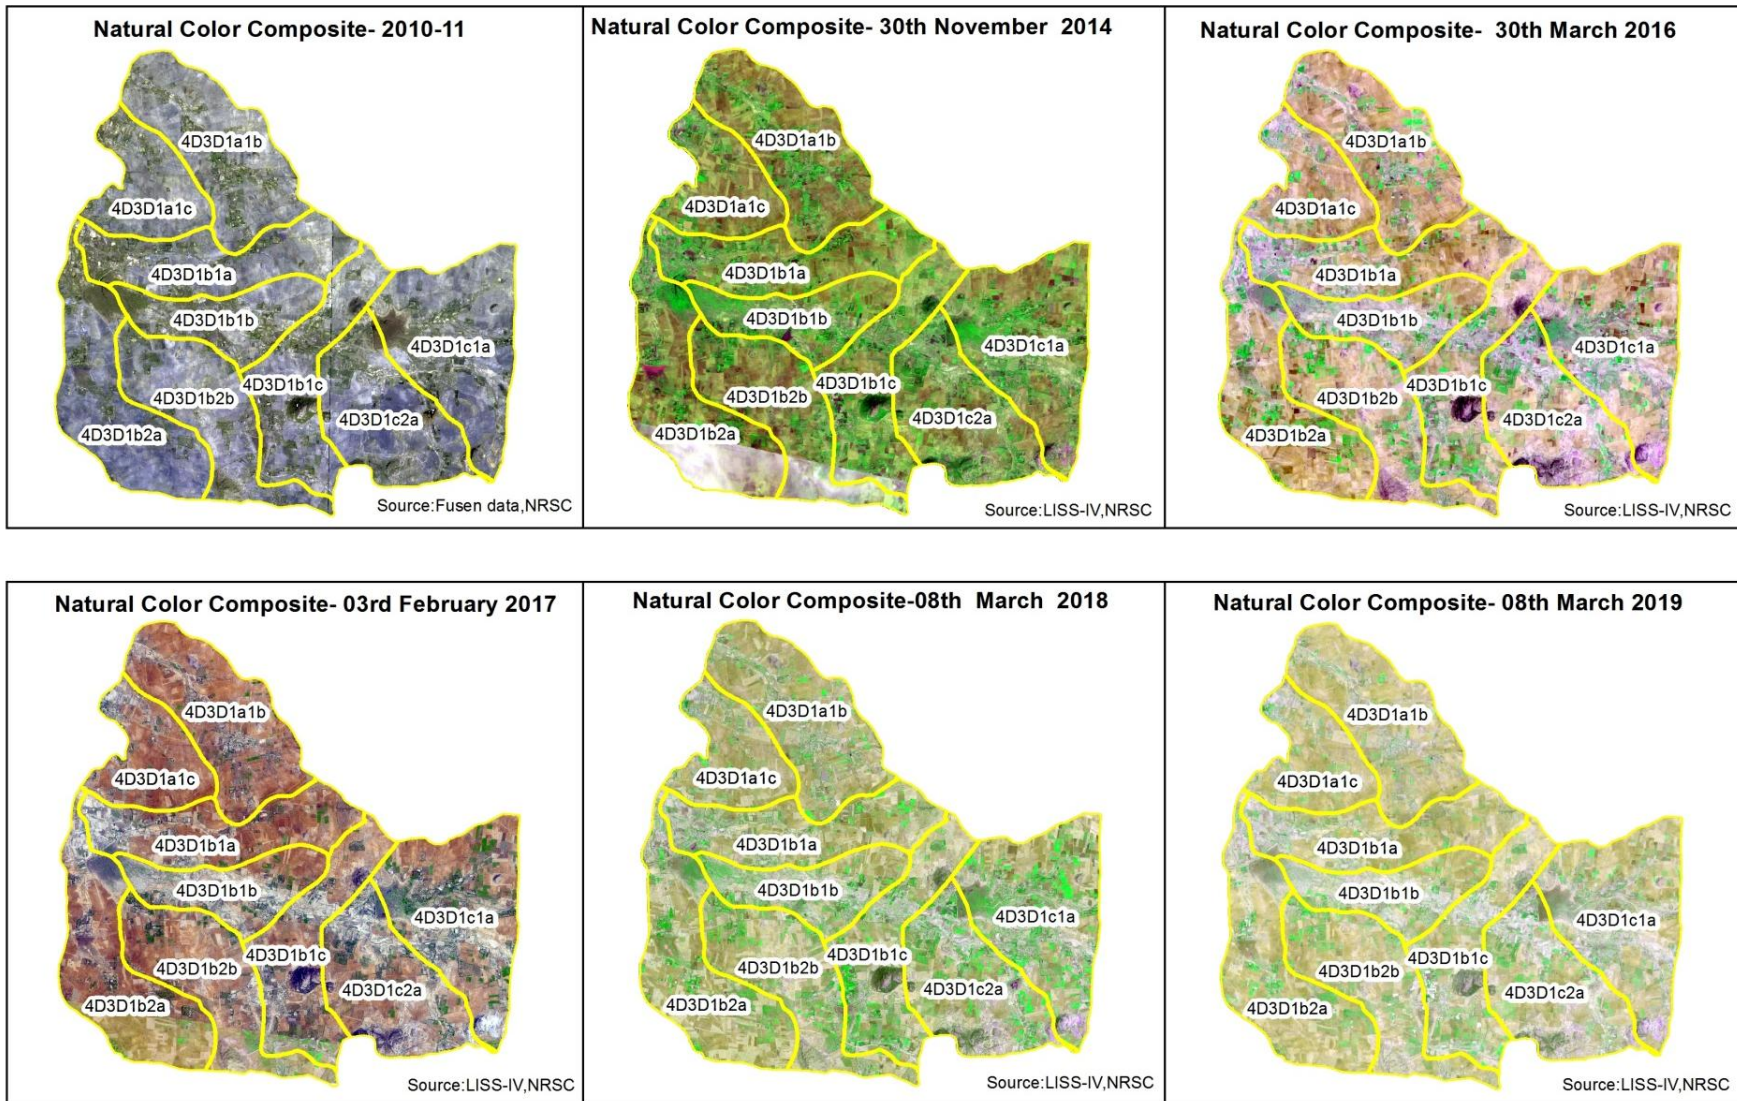 Natural Color Composite- 2010-11
4D3D1a1b
4D3D1a1c
4D3D1b1a
4D3D1b1b
4D3D1c1a
4D3D1b1c
4D3D1b2b
4D3D1c2a
4D3D1b2a
Source:Fusen data,NRSC
Natural Color Composite- 30th November 2014
4D3D1a1b
4D3D1a1c
4D3D1b1a
4D3D1b1b
4D3D1c1a
4D3D1b1c
4D3D1b2b
4D3D1c2a
4D3D1b2a
Source:LISS-IV,NRSC
Natural Color Composite- 30th March 2016
4D3D1a1b
4D3D1a1c
4D3D1b1a
4D3D1b1b
4D3D1c1a
4D3D1b1c
4D3D1b2b
4D3D1c2a
4D3D1b2a
Source:LISS-IV,NRSC
Natural Color Composite- 03rd February 2017
4D3D1a1b
4D3D1a1c
4D3D1b1a
4D3D1b1b
4D3D1c1a
4D3D1b1c
4D3D1b2b
4D3D1c2a
4D3D1b2a
Source:LISS-IV,NRSC
Natural Color Composite-08th March 2018
4D3D1a1b
4D3D1a1c
4D3D1b1a
4D3D1b1b
4D3D1c1a
4D3D1b1c
4D3D1b2b
4D3D1c2a
4D3D1b2a
Source:LISS-IV,NRSC
Natural Color Composite- 08th March 2019
4D3D1a1b
4D3D1a1c
4D3D1b1a
4D3D1b1b
4D3D1c1a
4D3D1b1c
4D3D1b2b
4D3D1c2a
4D3D1b2a
Source:LISS-IV,NRSC